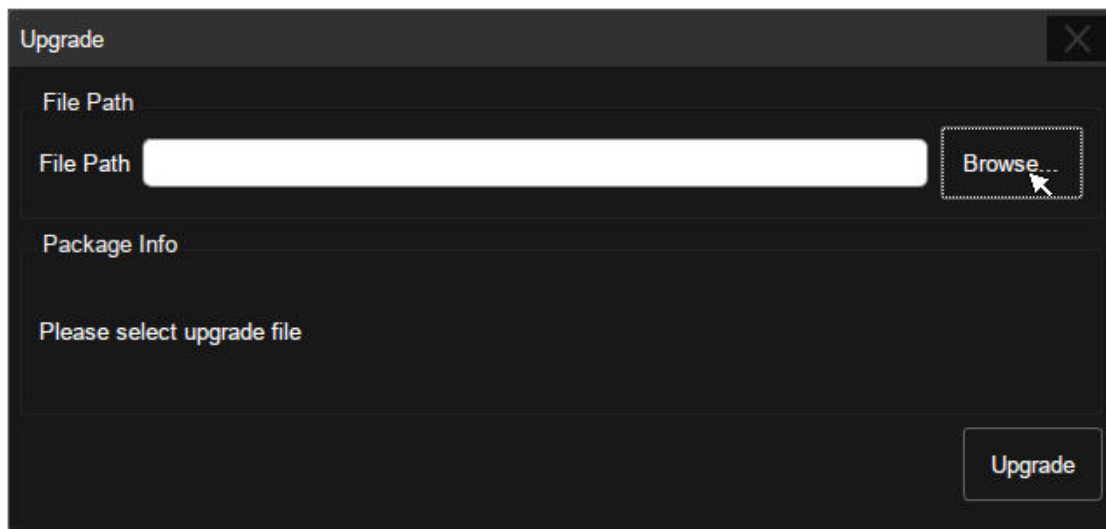 Upgrade
File Path
File Path
Browse...
Package Info
Please select upgrade file
Upgrade